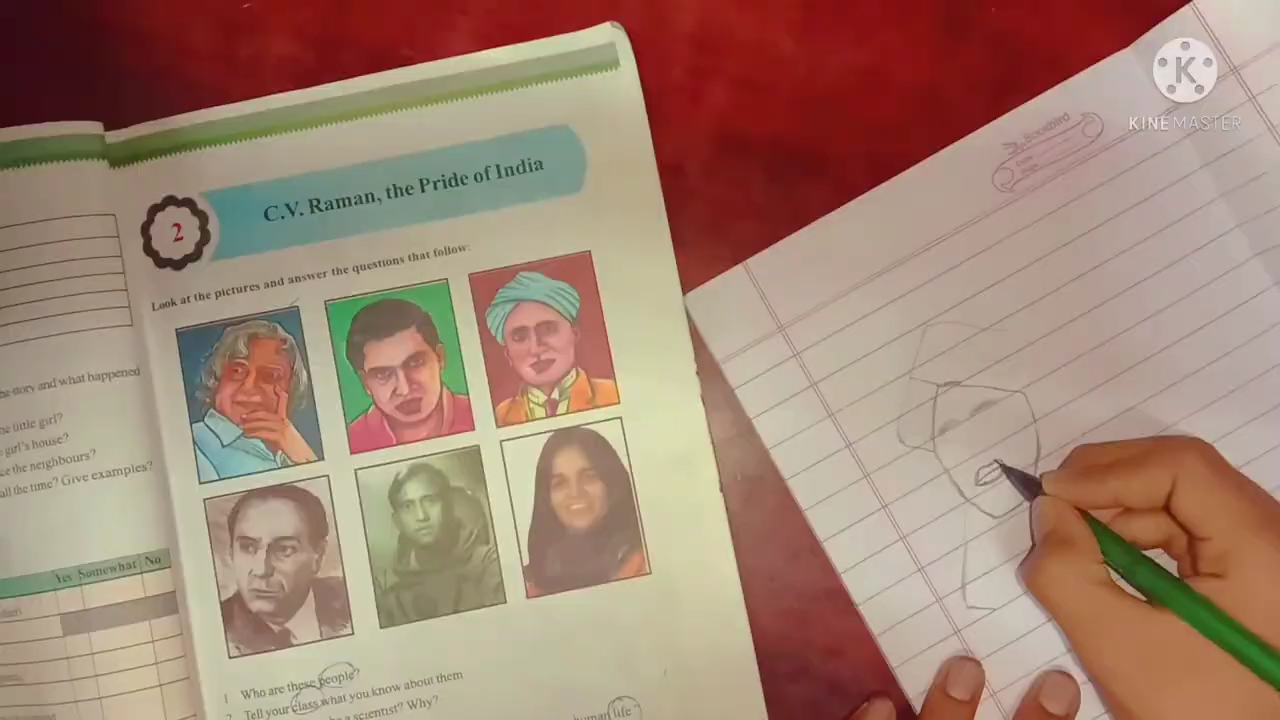 2
C.V. Raman, the Pride of India
Look at the pictures and answer the questions that follow:
story and what happened
little girl?
girl's house?
the neighbours?
all the time? Give examples?
Yes Somewhat No
1 Who are these people?
2 Tell your class what you know about them
a scientist? Why?
human life
Bookbird
K
KINEMASTER